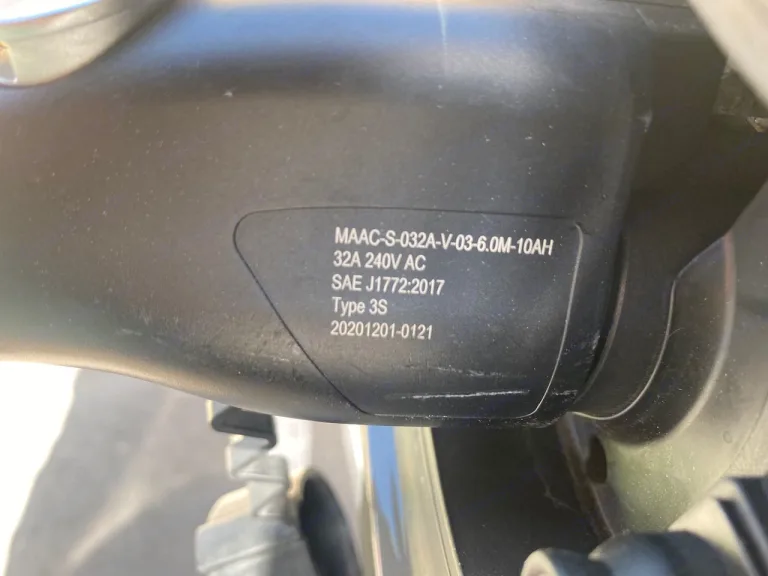 MAAC-S-032A-V-03-6.0M-10AH
32A 240V AC
SAE J1772:2017
Type 3S
20201201-0121